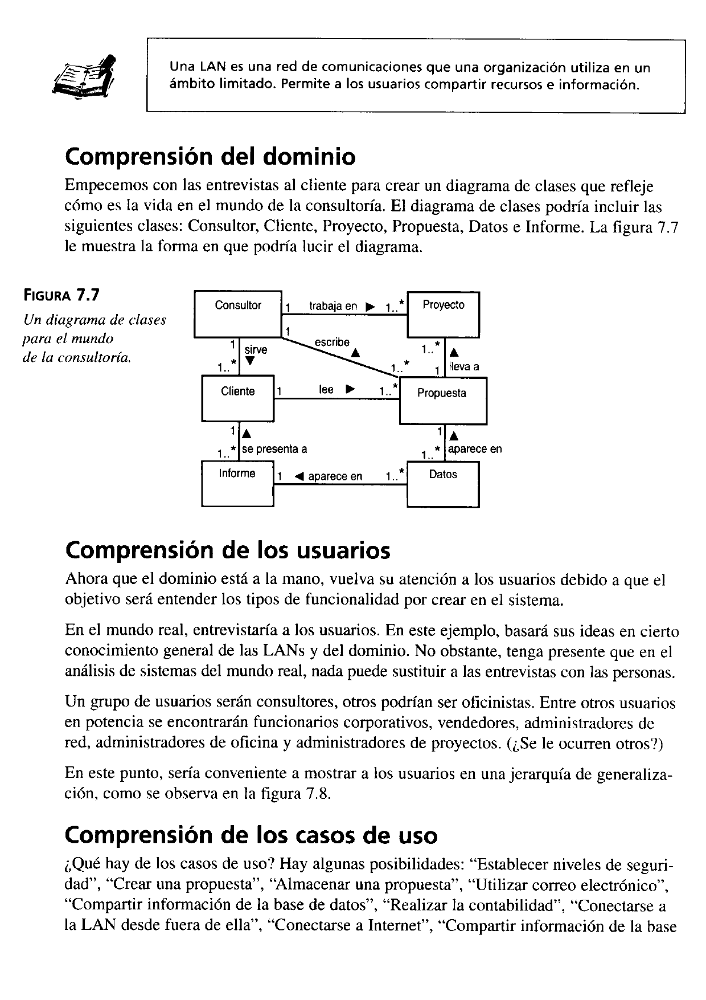 Una LAN es una red de comunicaciones que una organización utiliza en un
ámbito limitado. Permite a los usuarios compartir recursos e información.
Comprensión del dominio
Empecemos con las entrevistas al cliente para crear un diagrama de clases que refleje
cómo es la vida en el mundo de la consultoría. El diagrama de clases podría incluir las
siguientes clases: Consultor, Cliente, Proyecto, Propuesta, Datos e Informe. La figura 7.7
le muestra la forma en que podría lucir el diagrama.
FIGURA 7.7
Un diagrama de clases
para el mundo
de la consultoría.
Consultor
1 trabaja en ▶ 1..*
Proyecto
1
escribe ▲
1..*
1
sirve ▼
1..*
1..*
▲ lleva a
1
Cliente
1 lee ▶ 1..*
Propuesta
1
▲ se presenta a
1..*
1
▲ aparece en
1..*
Informe
1 ◀ aparece en 1..*
Datos
Comprensión de los usuarios
Ahora que el dominio está a la mano, vuelva su atención a los usuarios debido a que el
objetivo será entender los tipos de funcionalidad por crear en el sistema.
En el mundo real, entrevistaría a los usuarios. En este ejemplo, basará sus ideas en cierto
conocimiento general de las LANs y del dominio. No obstante, tenga presente que en el
análisis de sistemas del mundo real, nada puede sustituir a las entrevistas con las personas.
Un grupo de usuarios serán consultores, otros podrían ser oficinistas. Entre otros usuarios
en potencia se encontrarán funcionarios corporativos, vendedores, administradores de
red, administradores de oficina y administradores de proyectos. (¿Se le ocurren otros?)
En este punto, sería conveniente a mostrar a los usuarios en una jerarquía de generaliza-
ción, como se observa en la figura 7.8.
Comprensión de los casos de uso
¿Qué hay de los casos de uso? Hay algunas posibilidades: “Establecer niveles de seguri-
dad”, “Crear una propuesta”, “Almacenar una propuesta”, “Utilizar correo electrónico”,
“Compartir información de la base de datos”, “Realizar la contabilidad”, “Conectarse a
la LAN desde fuera de ella”, “Conectarse a Internet”, “Compartir información de la base